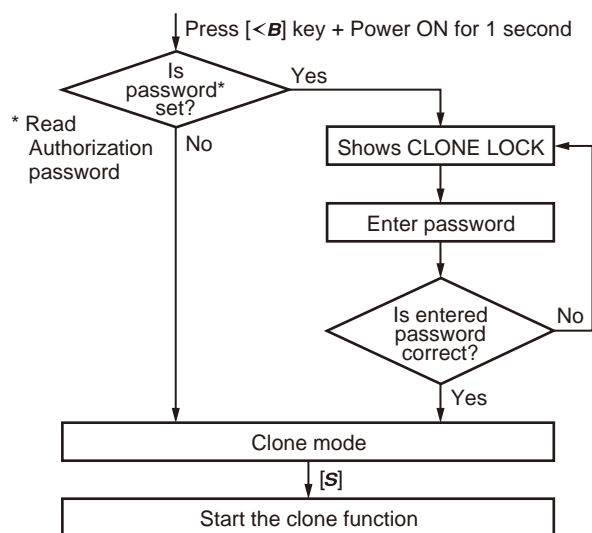 Press [<B] key + Power ON for 1 second
Is
password*
set?
Yes
No
* Read
Authorization
password
Shows CLONE LOCK
Enter password
Is entered
password
correct?
No
Yes
Clone mode
[S]
Start the clone function